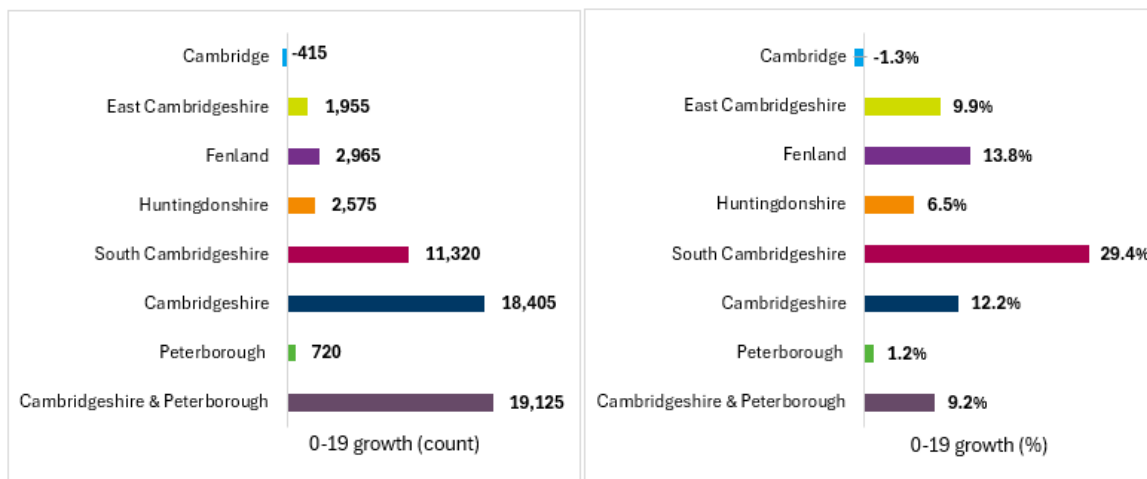 Cambridge -415
East Cambridgeshire 1,955
Fenland 2,965
Huntingdonshire 2,575
South Cambridgeshire 11,320
Cambridgeshire 18,405
Peterborough 720
Cambridgeshire & Peterborough 19,125
0-19 growth (count)
Cambridge -1.3%
East Cambridgeshire 9.9%
Fenland 13.8%
Huntingdonshire 6.5%
South Cambridgeshire 29.4%
Cambridgeshire 12.2%
Peterborough 1.2%
Cambridgeshire & Peterborough 9.2%
0-19 growth (%)